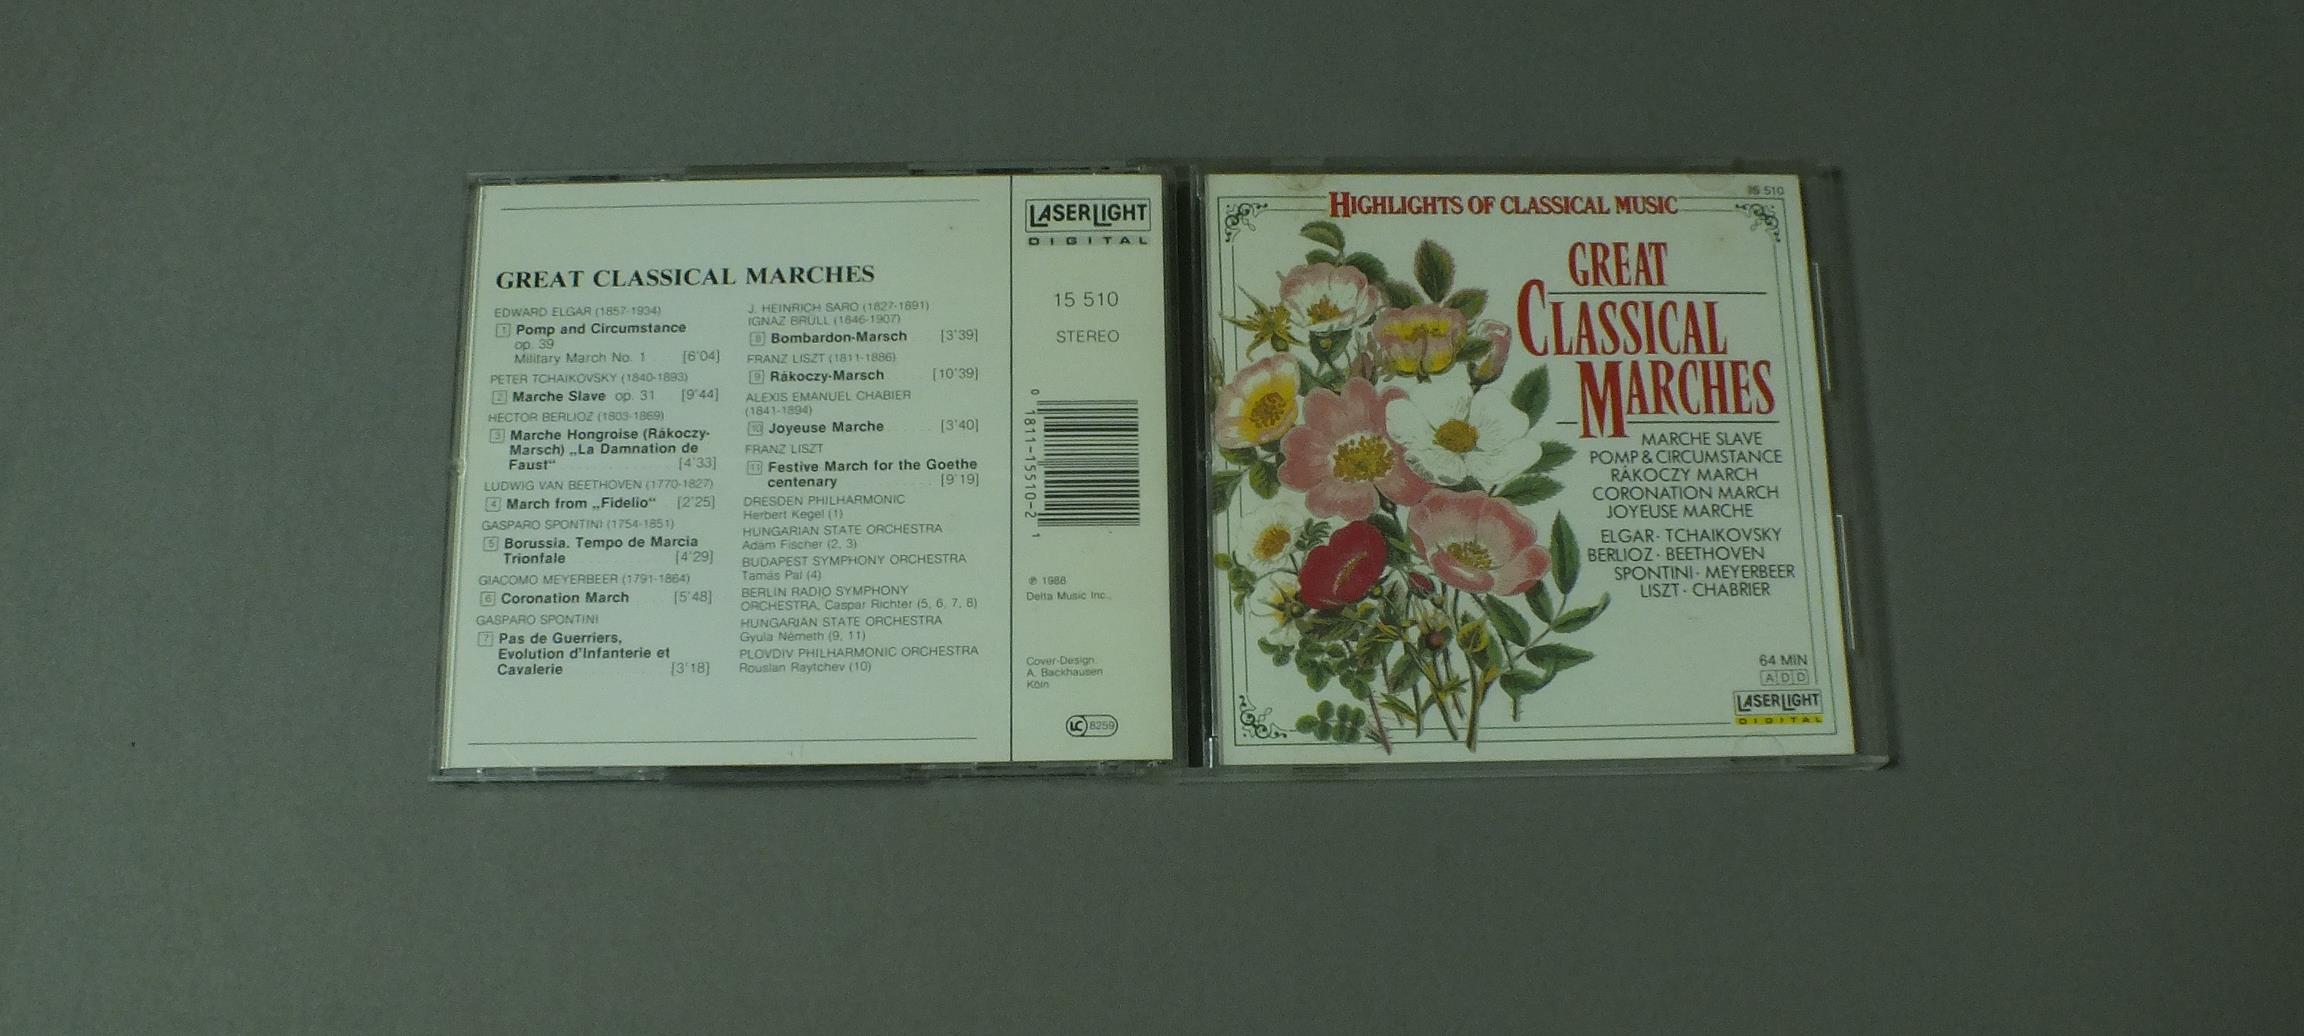 GREAT CLASSICAL MARCHES
EDWARD ELGAR (1857-1934)
1 Pomp and Circumstance
op. 39
Military March No. 1 [6'04]
PETER TCHAIKOVSKY (1840-1893)
2 Marche Slave op. 31 [9'44]
HECTOR BERLIOZ (1803-1869)
3 Marche Hongroise (Rákoczy-
Marsch) „La Damnation de
Faust“ [4'33]
LUDWIG VAN BEETHOVEN (1770-1827)
4 March from „Fidelio“ [2'25]
GASPARO SPONTINI (1754-1851)
5 Borussia. Tempo de Marcia
Trionfale [4'29]
GIACOMO MEYERBEER (1791-1864)
6 Coronation March [5'48]
GASPARO SPONTINI
7 Pas de Guerriers,
Evolution d'Infanterie et
Cavalerie [3'18]
J. HEINRICH SARO (1827-1891)
IGNAZ BRÜLL (1846-1907)
8 Bombardon-Marsch [3'39]
FRANZ LISZT (1811-1886)
9 Rákoczy-Marsch [10'39]
ALEXIS EMANUEL CHABIER
(1841-1894)
10 Joyeuse Marche [3'40]
FRANZ LISZT
11 Festive March for the Goethe
centenary [9'19]
DRESDEN PHILHARMONIC
Herbert Kegel (1)
HUNGARIAN STATE ORCHESTRA
Adam Fischer (2, 3)
BUDAPEST SYMPHONY ORCHESTRA
Tamás Pal (4)
BERLIN RADIO SYMPHONY
ORCHESTRA, Caspar Richter (5, 6, 7, 8)
HUNGARIAN STATE ORCHESTRA
Gyula Németh (9, 11)
PLOVDIV PHILHARMONIC ORCHESTRA
Rouslan Raytchev (10)
LASERLIGHT
DIGITAL
15 510
STEREO
0 1811-15510-2 1
℗ 1988
Delta Music Inc.,
Cover-Design:
A. Backhausen
Köln
LC 8259
15 510
HIGHLIGHTS OF CLASSICAL MUSIC
GREAT
CLASSICAL
MARCHES
MARCHE SLAVE
POMP & CIRCUMSTANCE
RÁKOCZY MARCH
CORONATION MARCH
JOYEUSE MARCHE
ELGAR · TCHAIKOVSKY
BERLIOZ · BEETHOVEN
SPONTINI · MEYERBEER
LISZT · CHABRIER
64 MIN
ADD
LASERLIGHT
DIGITAL